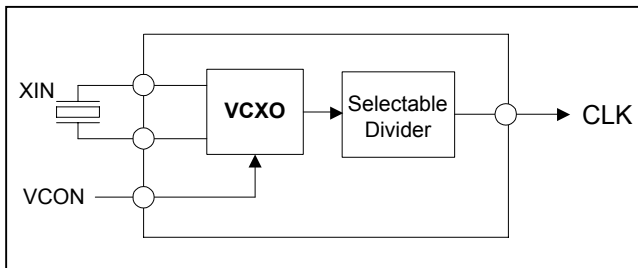 XIN
VCXO
Selectable
Divider
CLK
VCON